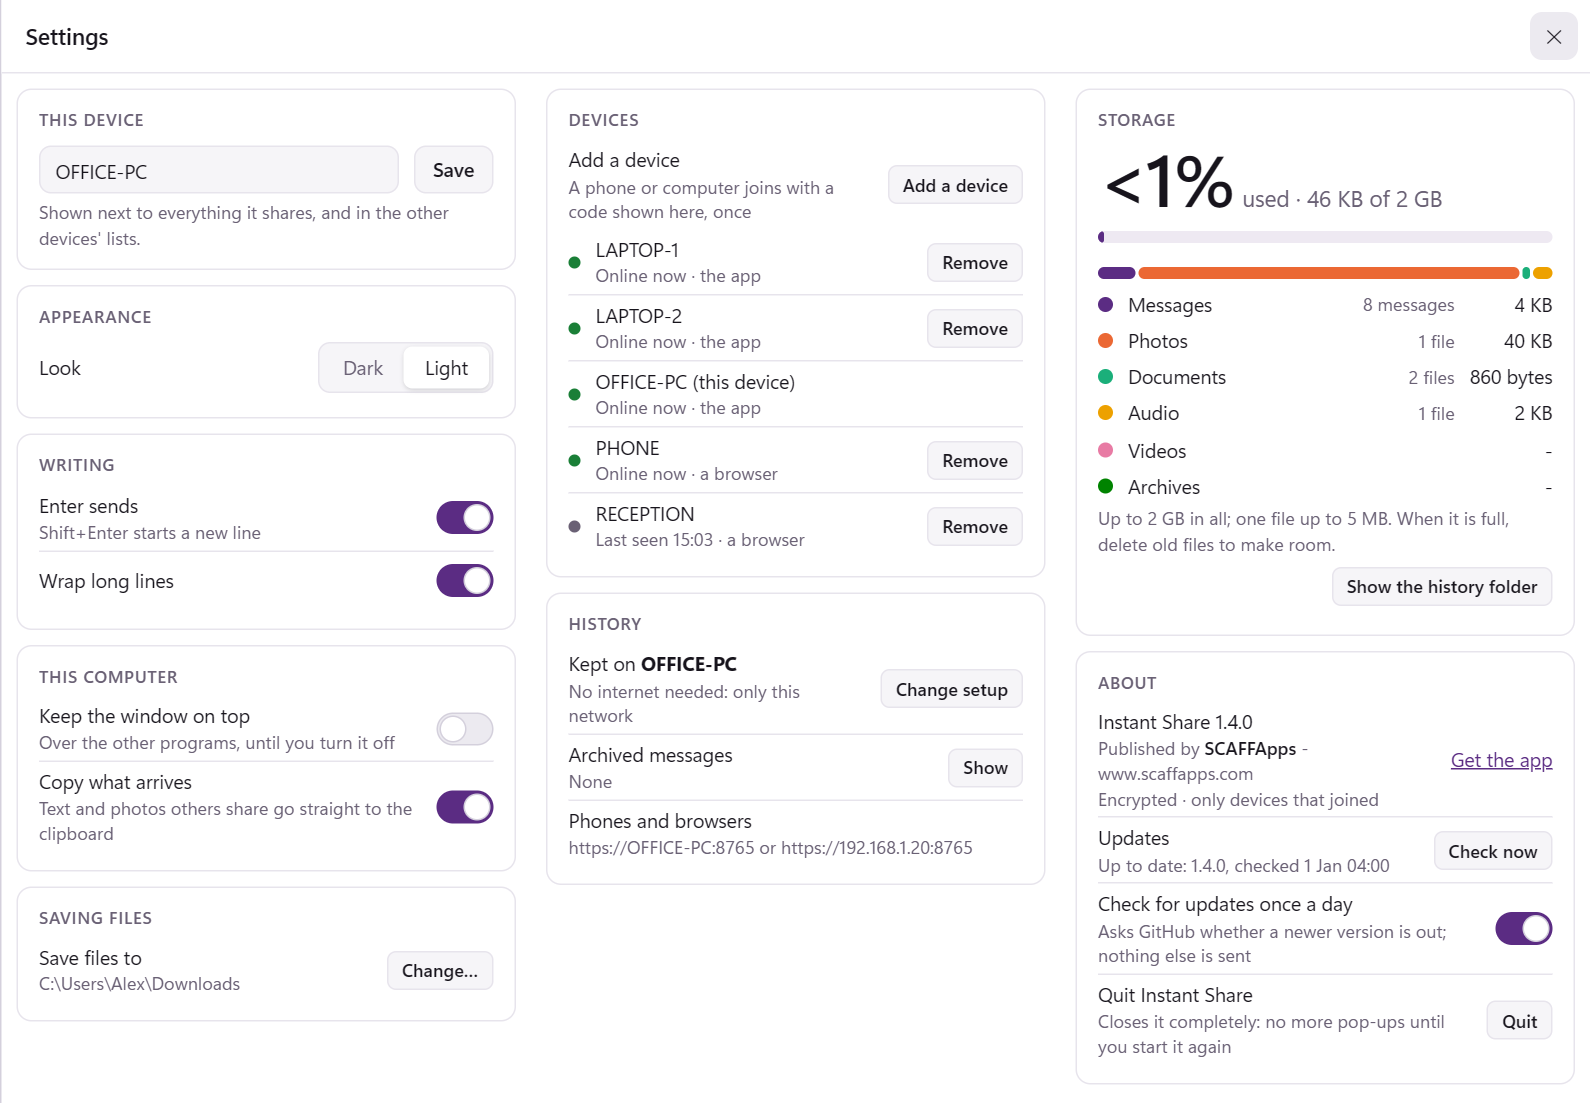 Settings
THIS DEVICE
OFFICE-PC
Save
Shown next to everything it shares, and in the other
devices' lists.
APPEARANCE
Look
Dark
Light
WRITING
Enter sends
Shift+Enter starts a new line
Wrap long lines
THIS COMPUTER
Keep the window on top
Over the other programs, until you turn it off
Copy what arrives
Text and photos others share go straight to the
clipboard
SAVING FILES
Save files to
C:\Users\Alex\Downloads
Change...
DEVICES
Add a device
A phone or computer joins with a
code shown here, once
Add a device
LAPTOP-1
Online now · the app
Remove
LAPTOP-2
Online now · the app
Remove
OFFICE-PC (this device)
Online now · the app
PHONE
Online now · a browser
Remove
RECEPTION
Last seen 15:03 · a browser
Remove
HISTORY
Kept on OFFICE-PC
No internet needed: only this
network
Change setup
Archived messages
None
Show
Phones and browsers
https://OFFICE-PC:8765 or https://192.168.1.20:8765
STORAGE
<1% used · 46 KB of 2 GB
Messages 8 messages 4 KB
Photos 1 file 40 KB
Documents 2 files 860 bytes
Audio 1 file 2 KB
Videos -
Archives -
Up to 2 GB in all; one file up to 5 MB. When it is full,
delete old files to make room.
Show the history folder
ABOUT
Instant Share 1.4.0
Published by SCAFFApps -
www.scaffapps.com
Encrypted · only devices that joined
Get the app
Updates
Up to date: 1.4.0, checked 1 Jan 04:00
Check now
Check for updates once a day
Asks GitHub whether a newer version is out;
nothing else is sent
Quit Instant Share
Closes it completely: no more pop-ups until
you start it again
Quit